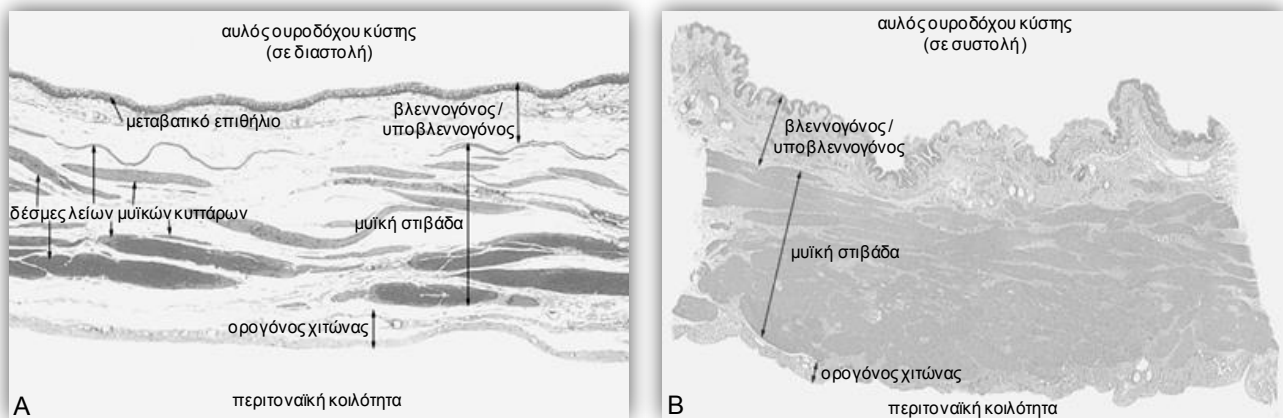 αυλός ουροδόχου κύστης
(σε διαστολή)
μεταβατικό επιθήλιο
βλεννογόνος /
υποβλεννογόνος
δέσμες λείων μυϊκών κυττάρων
μυϊκή στιβάδα
ορογόνος χιτώνας
περιτοναϊκή κοιλότητα
A
αυλός ουροδόχου κύστης
(σε συστολή)
βλεννογόνος /
υποβλεννογόνος
μυϊκή στιβάδα
ορογόνος χιτώνας
περιτοναϊκή κοιλότητα
B